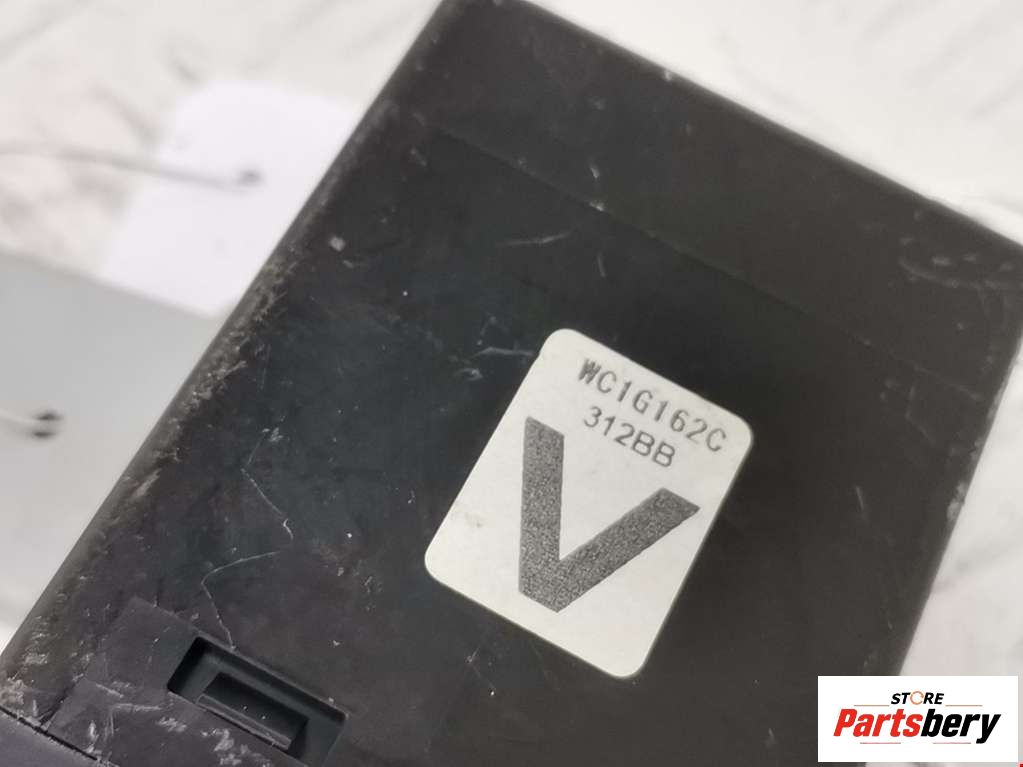 WC1G162C
312BB
V
STORE
Partsbery